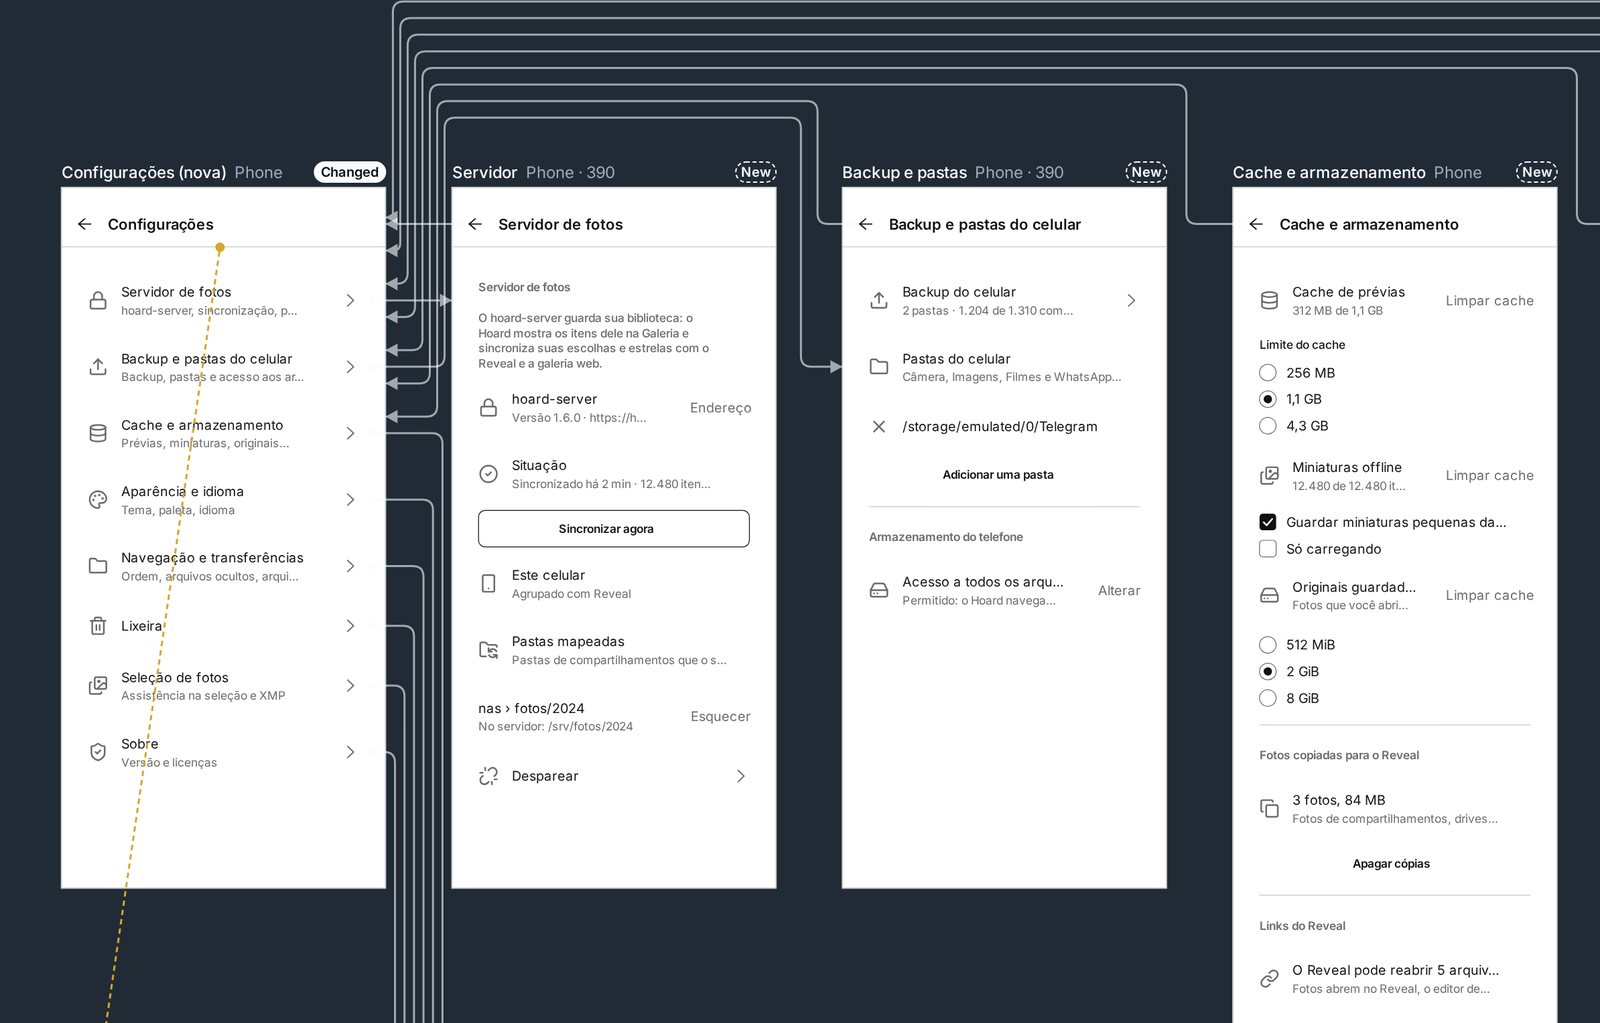 Configurações (nova) Phone Changed
Configurações
Servidor de fotos
hoard-server, sincronização, p...
Backup e pastas do celular
Backup, pastas e acesso aos ar...
Cache e armazenamento
Prévias, miniaturas, originais...
Aparência e idioma
Tema, paleta, idioma
Navegação e transferências
Ordem, arquivos ocultos, arqui...
Lixeira
Seleção de fotos
Assistência na seleção e XMP
Sobre
Versão e licenças
Servidor Phone · 390 New
Servidor de fotos
Servidor de fotos
O hoard-server guarda sua biblioteca: o
Hoard mostra os itens dele na Galeria e
sincroniza suas escolhas e estrelas com o
Reveal e a galeria web.
hoard-server
Versão 1.6.0 · https://h...
Endereço
Situação
Sincronizado há 2 min · 12.480 iten...
Sincronizar agora
Este celular
Agrupado com Reveal
Pastas mapeadas
Pastas de compartilhamentos que o s...
nas › fotos/2024
No servidor: /srv/fotos/2024
Esquecer
Desparear
Backup e pastas Phone · 390 New
Backup e pastas do celular
Backup do celular
2 pastas · 1.204 de 1.310 com...
Pastas do celular
Câmera, Imagens, Filmes e WhatsApp...
/storage/emulated/0/Telegram
Adicionar uma pasta
Armazenamento do telefone
Acesso a todos os arqu...
Permitido: o Hoard navega...
Alterar
Cache e armazenamento Phone New
Cache e armazenamento
Cache de prévias
312 MB de 1,1 GB
Limpar cache
Limite do cache
256 MB
1,1 GB
4,3 GB
Miniaturas offline
12.480 de 12.480 it...
Limpar cache
Guardar miniaturas pequenas da...
Só carregando
Originais guardad...
Fotos que você abri...
Limpar cache
512 MiB
2 GiB
8 GiB
Fotos copiadas para o Reveal
3 fotos, 84 MB
Fotos de compartilhamentos, drives...
Apagar cópias
Links do Reveal
O Reveal pode reabrir 5 arquiv...
Fotos abrem no Reveal, o editor de...